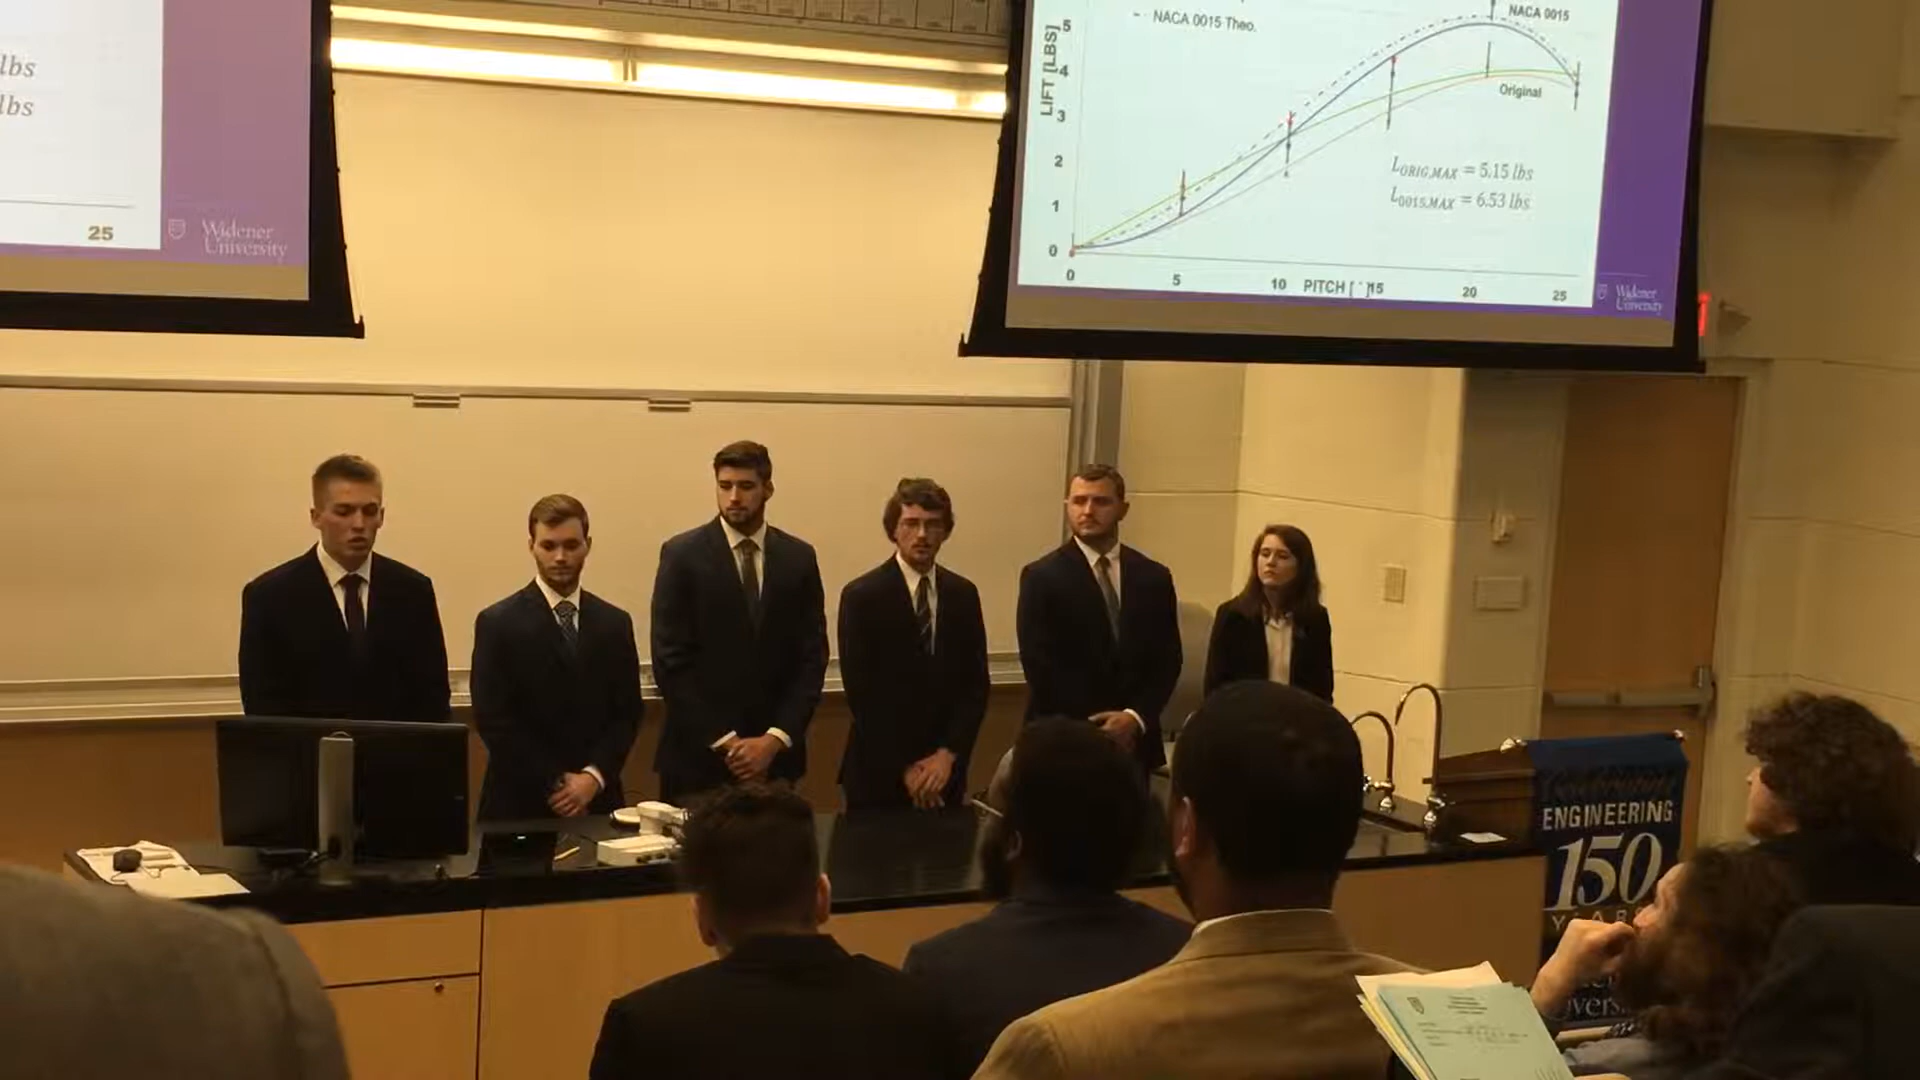 lbs
lbs
25
Widener
University
LIFT [LBS]
5
4
3
2
1
0
NACA 0015 Theo.
NACA 0015
Original
L_ORIG,MAX = 5.15 lbs
L_0015,MAX = 6.53 lbs
0 5 10 15 20 25
PITCH [ ° ]
Widener
University
ENGINEERING
150
YEARS